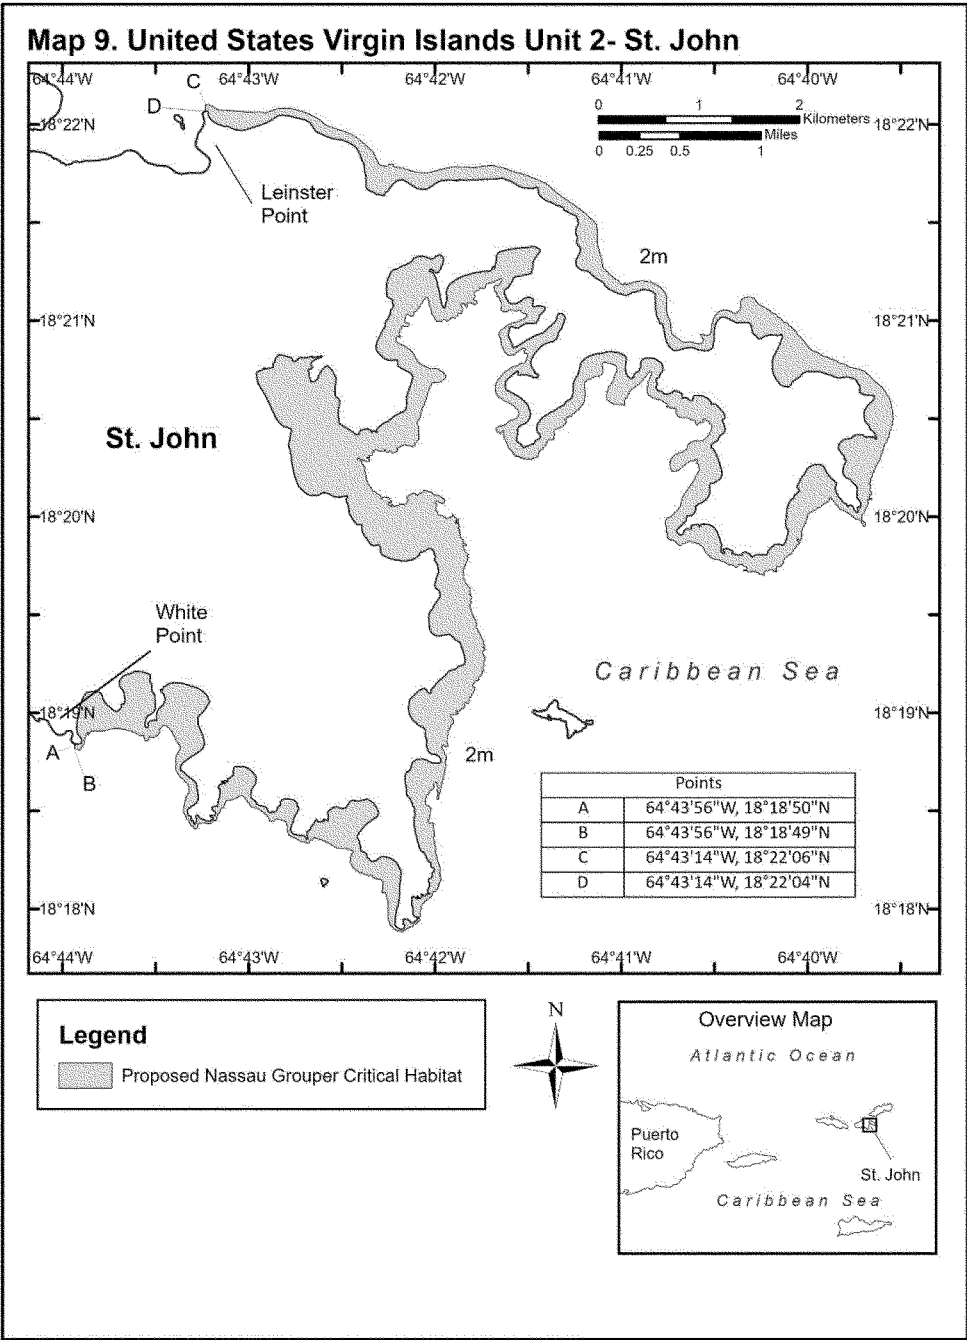 Map 9. United States Virgin Islands Unit 2- St. John
64°44'W 64°43'W 64°42'W 64°41'W 64°40'W
C
D
0 1 2
Kilometers
Miles
0 0.25 0.5 1
18°22'N 18°22'N
Leinster
Point
2m
18°21'N 18°21'N
St. John
18°20'N 18°20'N
White
Point
Caribbean Sea
18°19'N 18°19'N
A
B
2m
Points
A 64°43'56"W, 18°18'50"N
B 64°43'56"W, 18°18'49"N
C 64°43'14"W, 18°22'06"N
D 64°43'14"W, 18°22'04"N
18°18'N 18°18'N
64°44'W 64°43'W 64°42'W 64°41'W 64°40'W
Legend
Proposed Nassau Grouper Critical Habitat
N
Overview Map
Atlantic Ocean
Puerto
Rico
St. John
Caribbean Sea